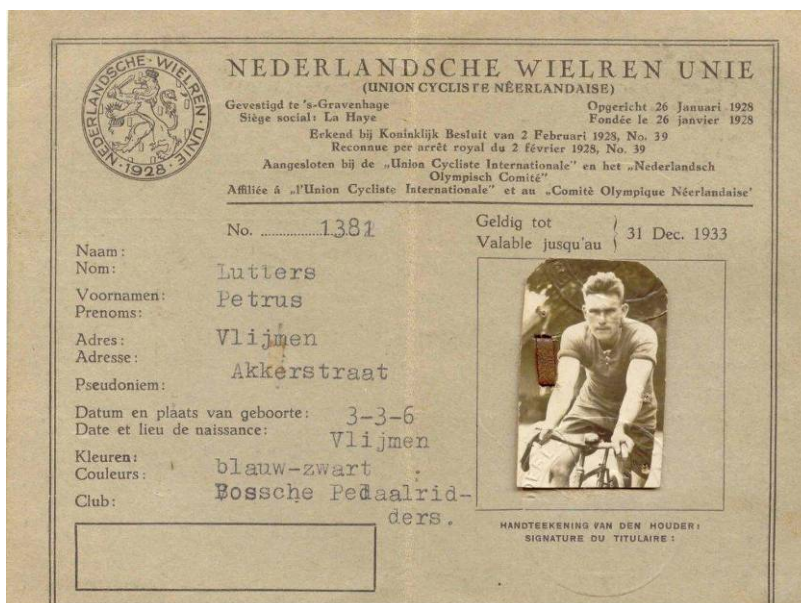 NEDERLANDSCHE · WIELREN · UNIE · 1928 ·
NEDERLANDSCHE WIELREN UNIE
(UNION CYCLISTE NÉERLANDAISE)
Gevestigd te 's-Gravenhage
Siège social: La Haye
Opgericht 26 Januari 1928
Fondée le 26 janvier 1928
Erkend bij Koninklijk Besluit van 2 Februari 1928, No. 39
Reconnue per arrêt royal du 2 février 1928, No. 39
Aangesloten bij de „Union Cycliste Internationale" en het „Nederlandsch
Olympisch Comité"
Affiliée á „l'Union Cycliste Internationale" et au „Comitè Olympique Néerlandaise'
No. 1381
Geldig tot
Valable jusqu'au
31 Dec. 1933
Naam:
Nom:
Lutters
Voornamen:
Prenoms:
Petrus
Adres:
Adresse:
Vlijmen
Akkerstraat
Pseudoniem:
Datum en plaats van geboorte:
Date et lieu de naissance:
3-3-6
Vlijmen
Kleuren:
Couleurs:
blauw-zwart
Club:
Bossche Pedaalrid-
ders.
HANDTEEKENING VAN DEN HOUDER:
SIGNATURE DU TITULAIRE: